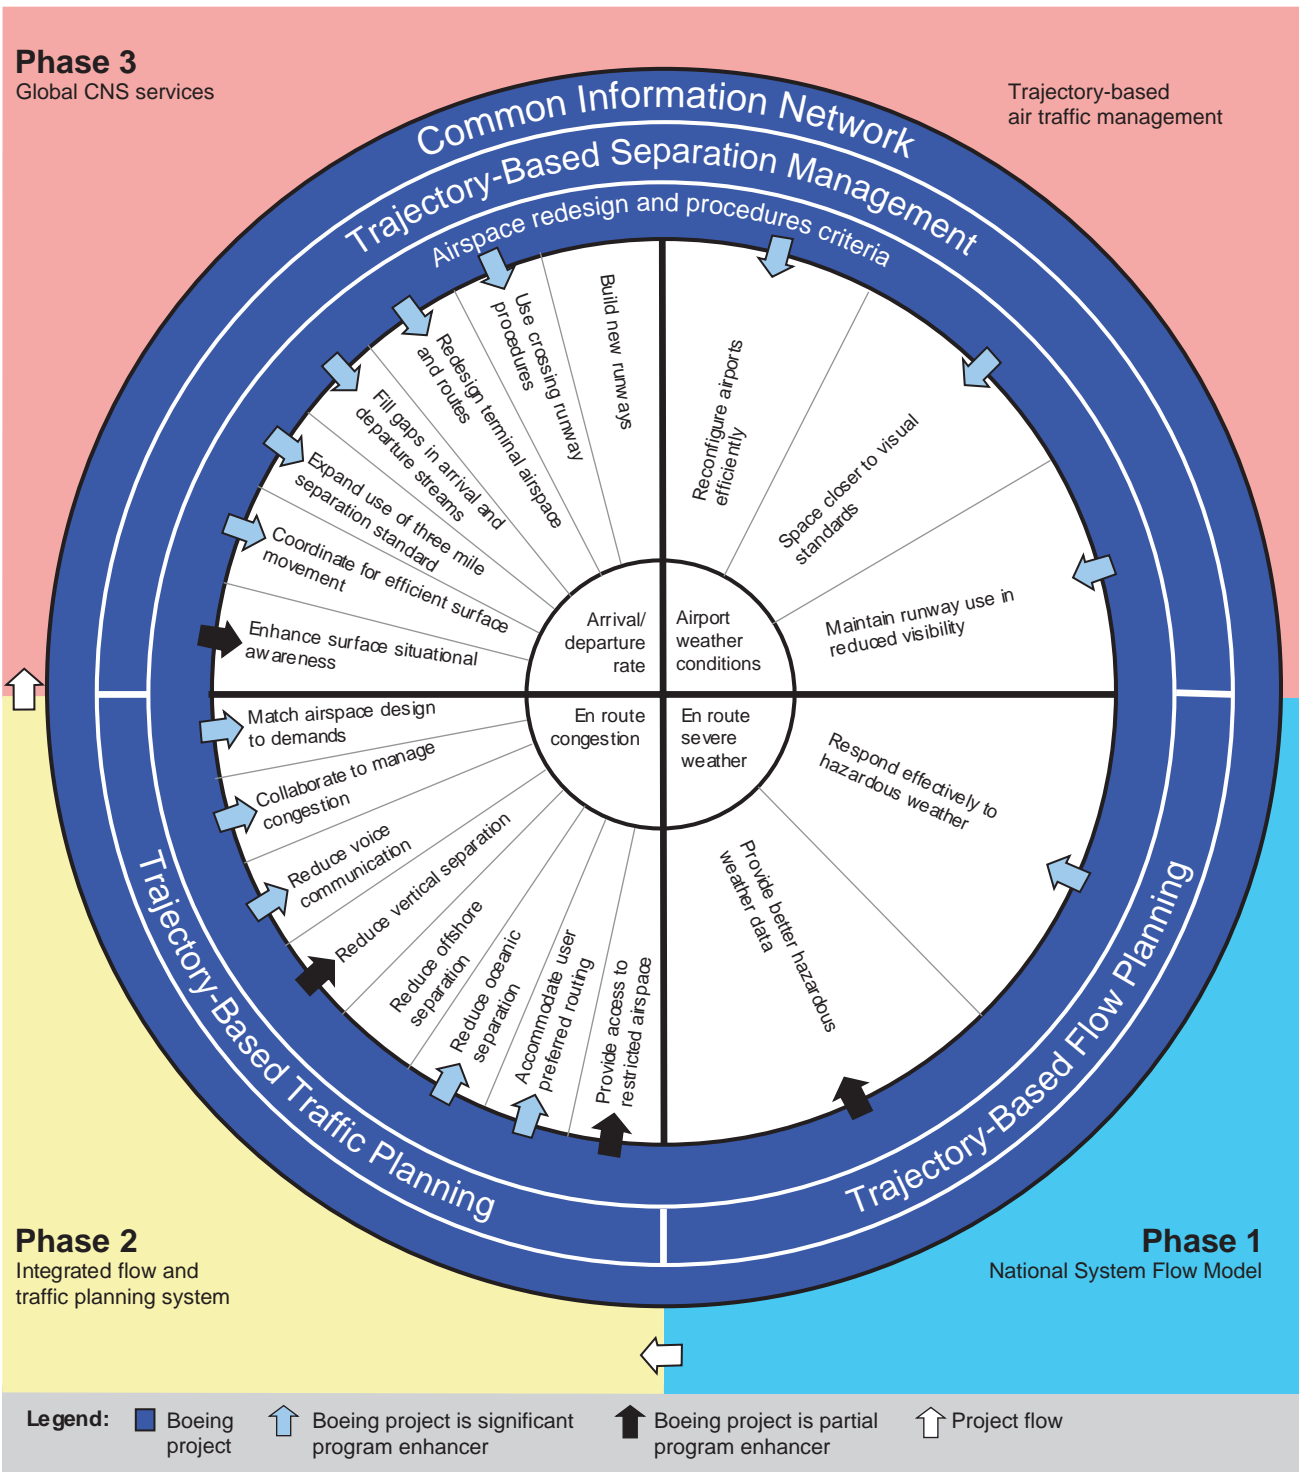 Phase 3
Global CNS services
Trajectory-based
air traffic management
Common Information Network
Trajectory-Based Separation Management
Airspace redesign and procedures criteria
Build new runways
Use crossing runway
procedures
Redesign terminal airspace
and routes
Fill gaps in arrival and
departure streams
Expand use of three mile
separation standard
Coordinate for efficient surface
movement
Enhance surface situational
awareness
Reconfigure airports
efficiently
Space closer to visual
standards
Maintain runway use in
reduced visibility
Arrival/
departure
rate
Airport
weather
conditions
En route
congestion
En route
severe
weather
Match airspace design
to demands
Collaborate to manage
congestion
Reduce voice
communication
Reduce vertical separation
Reduce offshore
separation
Reduce oceanic
separation
Accommodate user
preferred routing
Provide access to
restricted airspace
Respond effectively to
hazardous weather
Provide better hazardous
weather data
Trajectory-Based Traffic Planning
Trajectory-Based Flow Planning
Phase 2
Integrated flow and
traffic planning system
Phase 1
National System Flow Model
Legend:
Boeing
project
Boeing project is significant
program enhancer
Boeing project is partial
program enhancer
Project flow